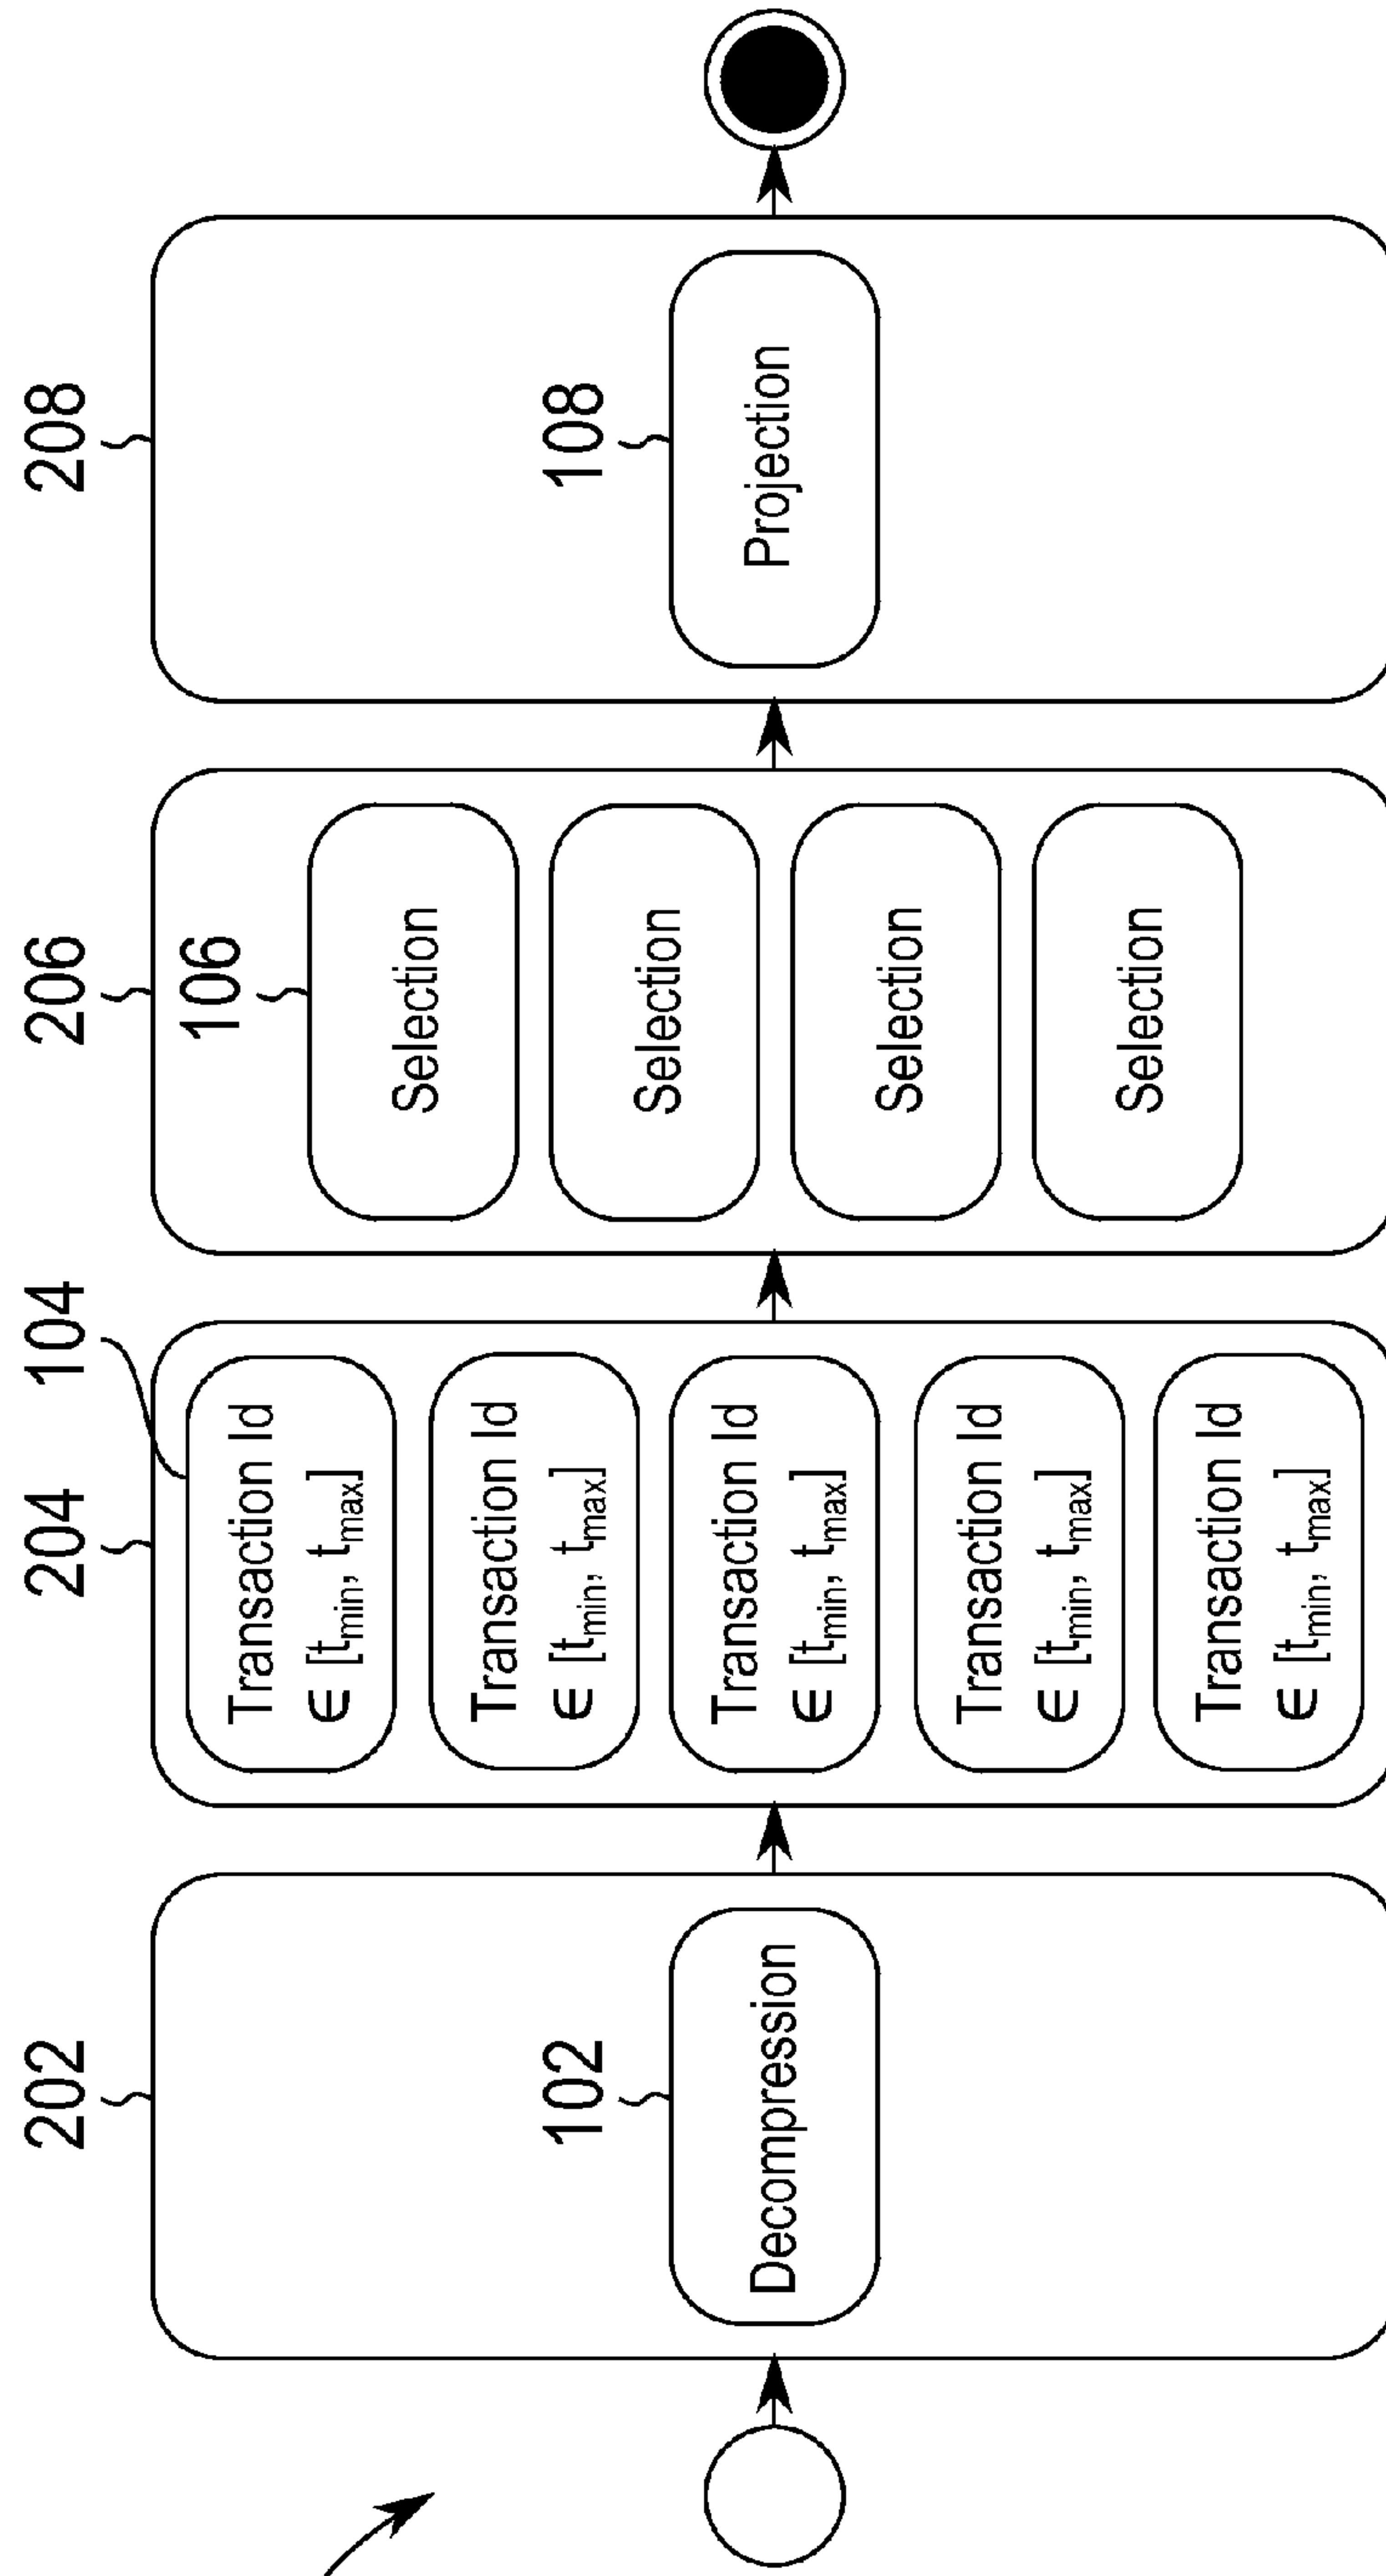 202
204
104
206
208
102
Decompression
Transaction Id
∈ [tmin, tmax]
Transaction Id
∈ [tmin, tmax]
Transaction Id
∈ [tmin, tmax]
Transaction Id
∈ [tmin, tmax]
Transaction Id
∈ [tmin, tmax]
106
Selection
Selection
Selection
Selection
108
Projection